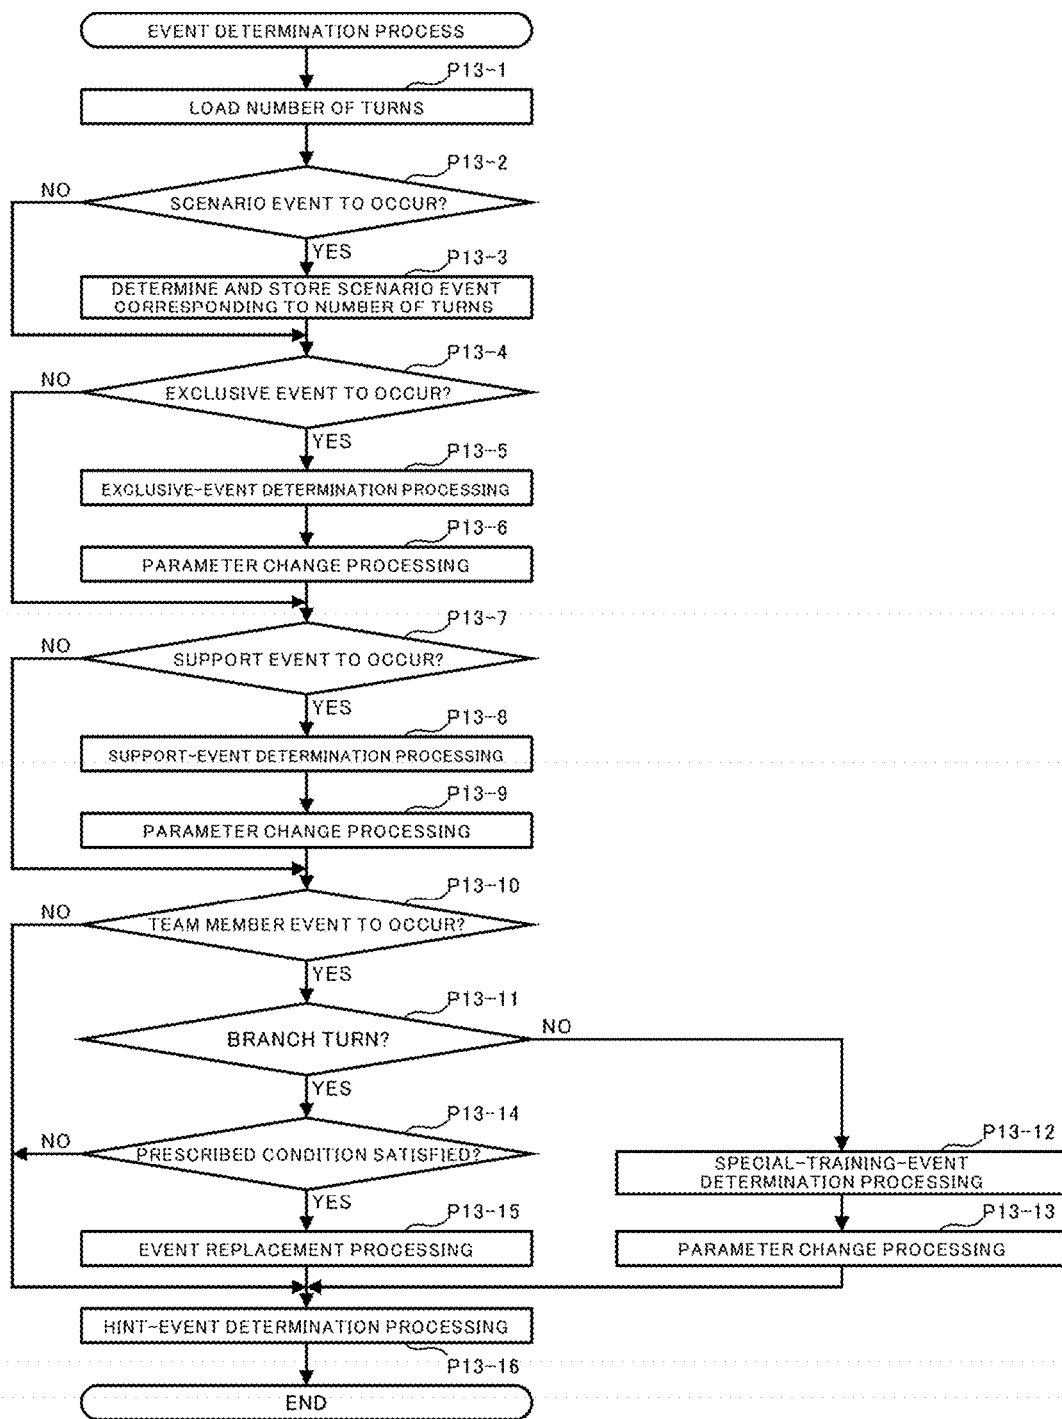 EVENT DETERMINATION PROCESS
P13-1
LOAD NUMBER OF TURNS
P13-2
NO
SCENARIO EVENT TO OCCUR?
YES
P13-3
DETERMINE AND STORE SCENARIO EVENT
CORRESPONDING TO NUMBER OF TURNS
P13-4
NO
EXCLUSIVE EVENT TO OCCUR?
YES
P13-5
EXCLUSIVE-EVENT DETERMINATION PROCESSING
P13-6
PARAMETER CHANGE PROCESSING
P13-7
NO
SUPPORT EVENT TO OCCUR?
YES
P13-8
SUPPORT-EVENT DETERMINATION PROCESSING
P13-9
PARAMETER CHANGE PROCESSING
P13-10
NO
TEAM MEMBER EVENT TO OCCUR?
YES
P13-11
NO
BRANCH TURN?
YES
P13-14
NO
PRESCRIBED CONDITION SATISFIED?
YES
P13-12
SPECIAL-TRAINING-EVENT
DETERMINATION PROCESSING
P13-15
EVENT REPLACEMENT PROCESSING
P13-13
PARAMETER CHANGE PROCESSING
HINT-EVENT DETERMINATION PROCESSING
P13-16
END